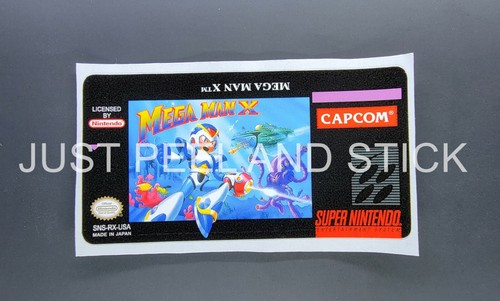 MEGA MAN X™
LICENSED
BY
Nintendo
MEGA MAN X
CAPCOM
JUST PEEL AND STICK
SNS-RX-USA
MADE IN JAPAN
SUPER NINTENDO
ENTERTAINMENT SYSTEM